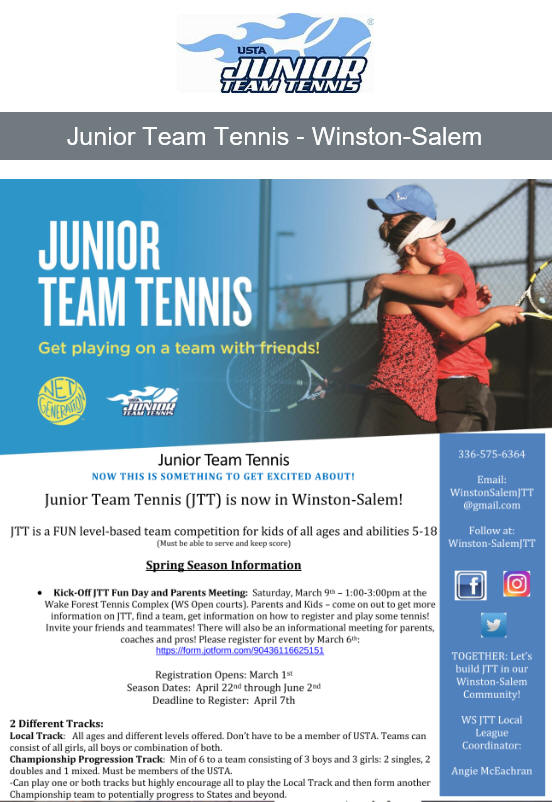 USTA
JUNIOR
TEAM TENNIS
®
Junior Team Tennis - Winston-Salem
JUNIOR
TEAM TENNIS
Get playing on a team with friends!
NET
GENERATION
JUNIOR
TEAM TENNIS
Junior Team Tennis
NOW THIS IS SOMETHING TO GET EXCITED ABOUT!
Junior Team Tennis (JTT) is now in Winston-Salem!
JTT is a FUN level-based team competition for kids of all ages and abilities 5-18
(Must be able to serve and keep score)
Spring Season Information
• Kick-Off JTT Fun Day and Parents Meeting: Saturday, March 9th – 1:00-3:00pm at the
Wake Forest Tennis Complex (WS Open courts). Parents and Kids – come on out to get more
information on JTT, find a team, get information on how to register and play some tennis!
Invite your friends and teammates! There will also be an informational meeting for parents,
coaches and pros! Please register for event by March 6th:
https://form.jotform.com/90436116625151
Registration Opens: March 1st
Season Dates: April 22nd through June 2nd
Deadline to Register: April 7th
2 Different Tracks:
Local Track: All ages and different levels offered. Don't have to be a member of USTA. Teams can
consist of all girls, all boys or combination of both.
Championship Progression Track: Min of 6 to a team consisting of 3 boys and 3 girls: 2 singles, 2
doubles and 1 mixed. Must be members of the USTA.
-Can play one or both tracks but highly encourage all to play the Local Track and then form another
Championship team to potentially progress to States and beyond.
336-575-6364
Email:
WinstonSalemJTT
@gmail.com
Follow at:
Winston-SalemJTT
TOGETHER: Let's
build JTT in our
Winston-Salem
Community!
WS JTT Local
League
Coordinator:
Angie McEachran